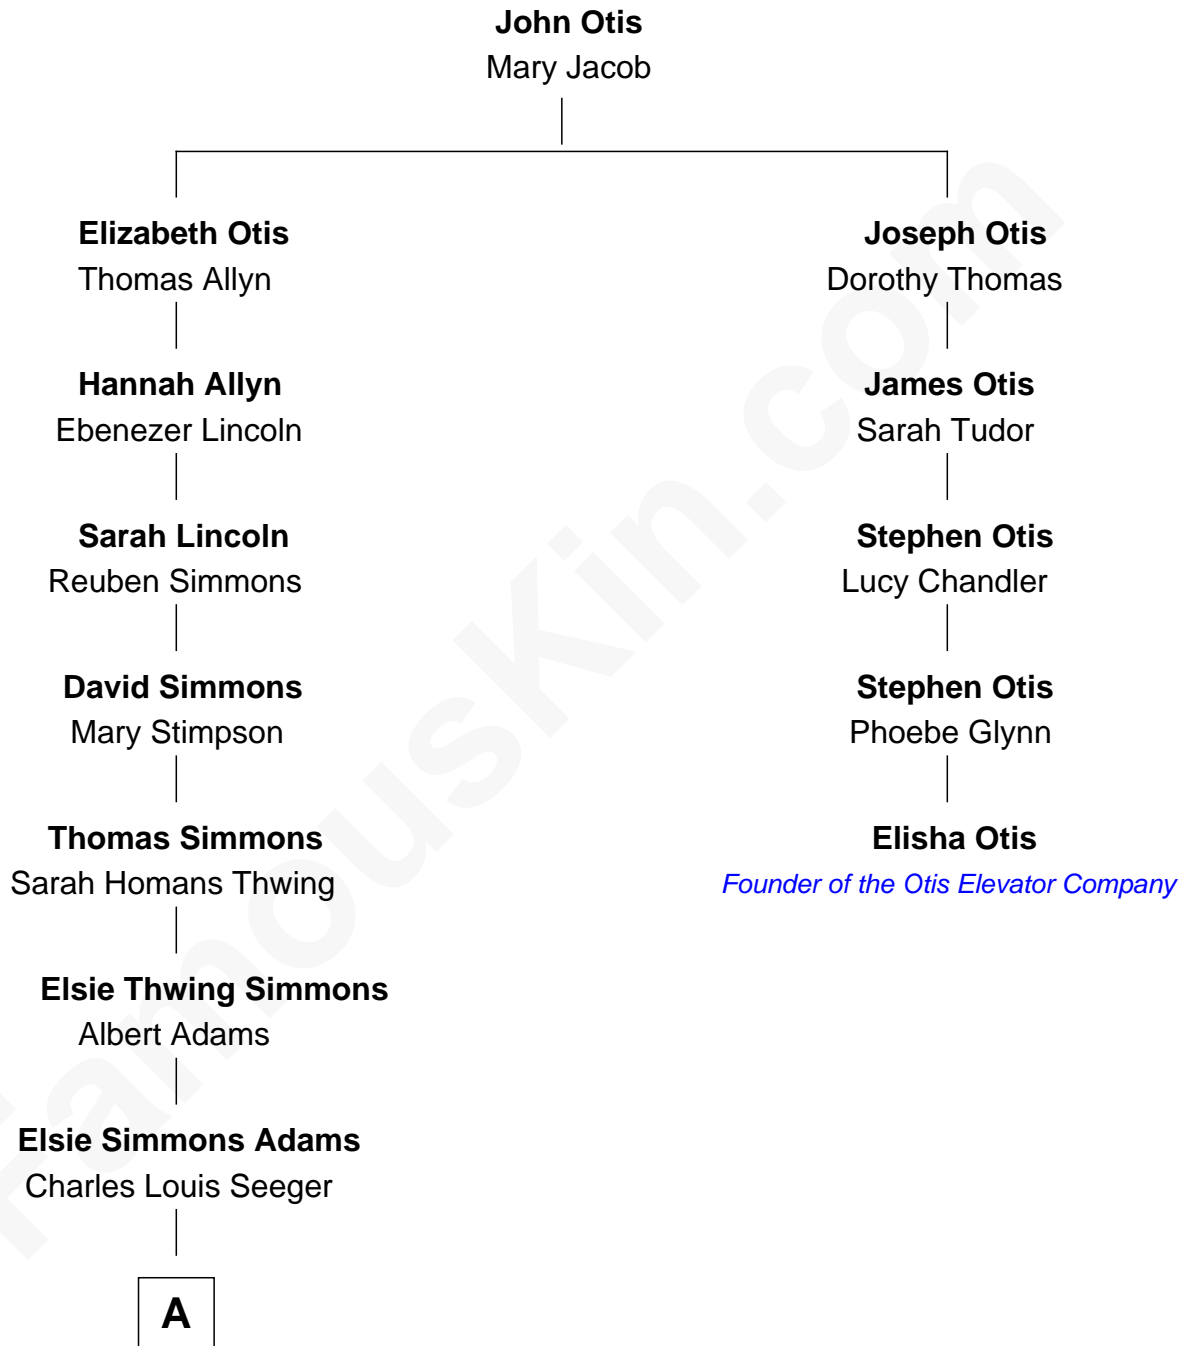 John Otis
Mary Jacob
Elizabeth Otis
Thomas Allyn
Joseph Otis
Dorothy Thomas
Hannah Allyn
Ebenezer Lincoln
James Otis
Sarah Tudor
Sarah Lincoln
Reuben Simmons
Stephen Otis
Lucy Chandler
David Simmons
Mary Stimpson
Stephen Otis
Phoebe Glynn
Thomas Simmons
Sarah Homans Thwing
Elisha Otis
Founder of the Otis Elevator Company
Elsie Thwing Simmons
Albert Adams
Elsie Simmons Adams
Charles Louis Seeger
A
FamousKin.com